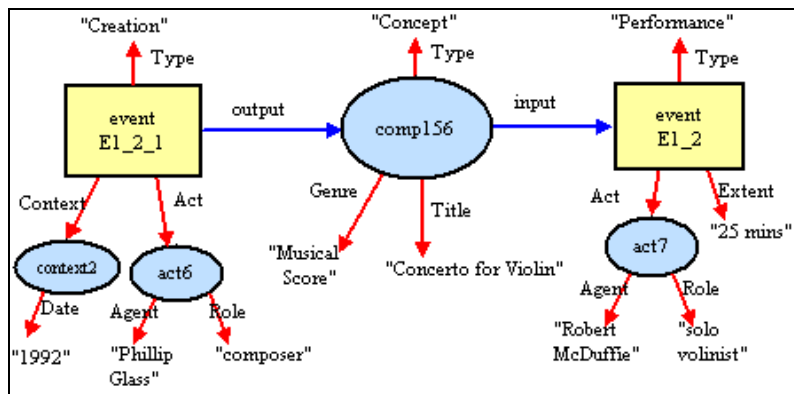 "Creation"
"Concept"
"Performance"
Type
Type
Type
event
E1_2_1
output
comp156
input
event
E1_2
Context
Act
Genre
Title
Act
Extent
context2
act6
"Musical
Score"
"Concerto for Violin"
act7
"25 mins"
Date
Agent
Role
Agent
Role
"1992"
"Phillip
Glass"
"composer"
"Robert
McDuffie"
"solo
volinist"